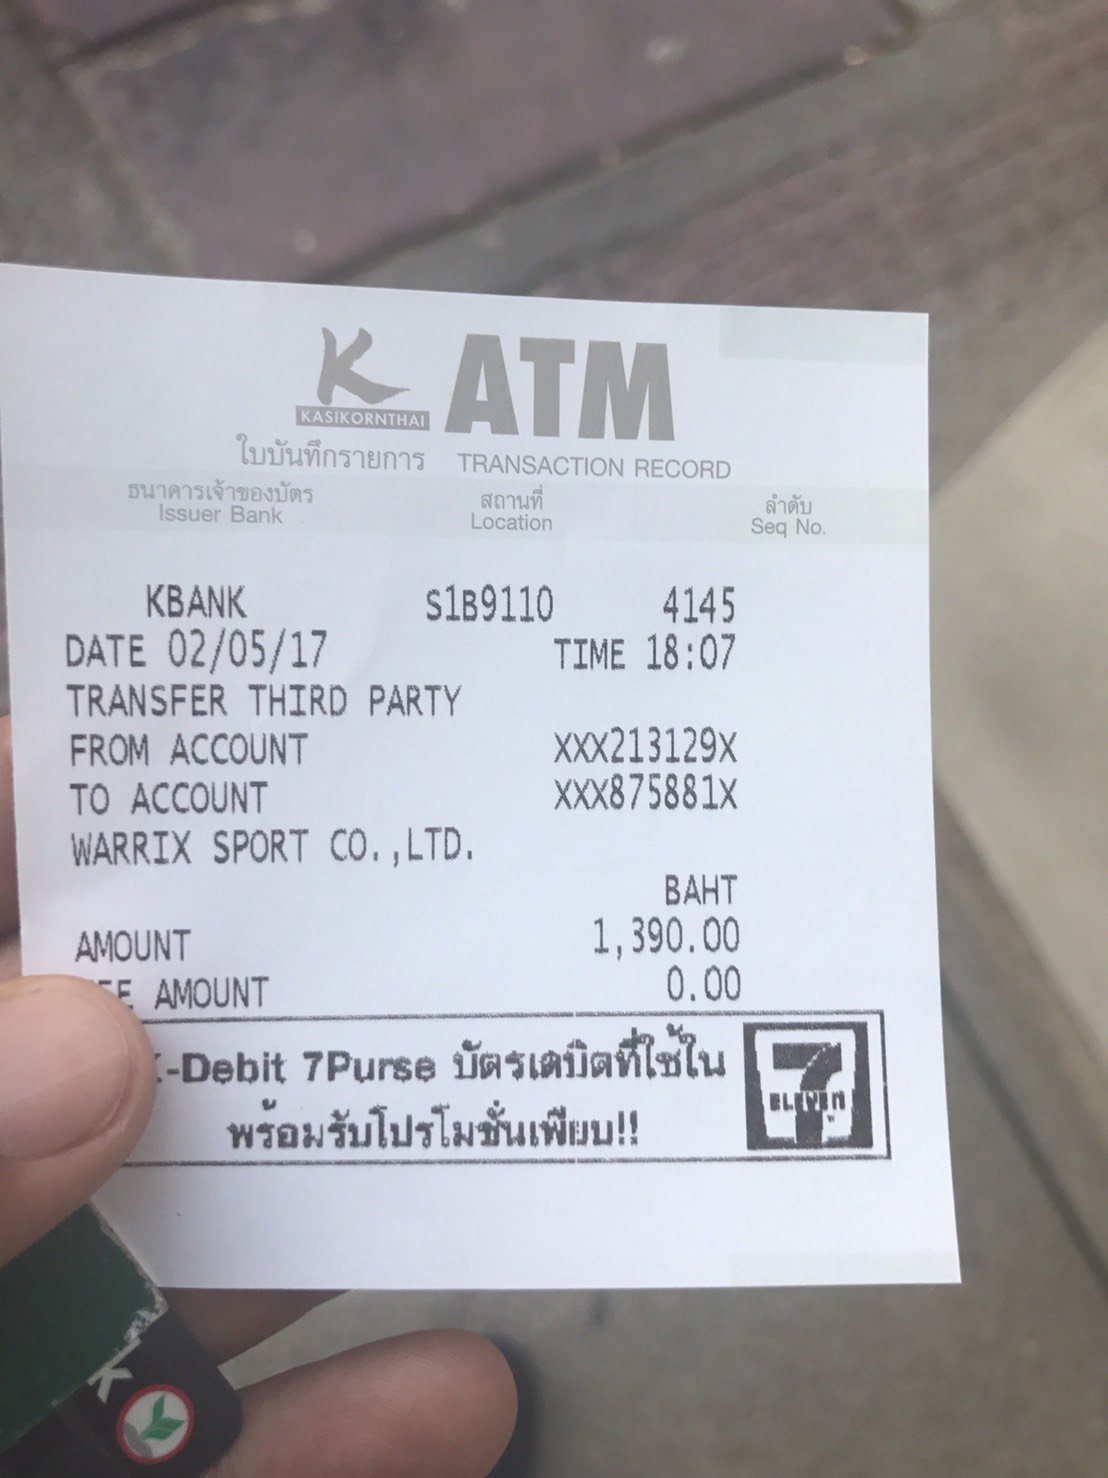 K ATM
KASIKORNTHAI
ใบบันทึกรายการ TRANSACTION RECORD
ธนาคารเจ้าของบัตร สถานที่ ลำดับ
Issuer Bank Location Seq No.
KBANK S1B9110 4145
DATE 02/05/17 TIME 18:07
TRANSFER THIRD PARTY
FROM ACCOUNT XXX213129X
TO ACCOUNT XXX875881X
WARRIX SPORT CO.,LTD.
BAHT
AMOUNT 1,390.00
AMOUNT 0.00
-Debit 7Purse บัตรเดบิตที่ใช้ใน
7
ELEVEN
พร้อมรับโปรโมชั่นเพียบ!!
K